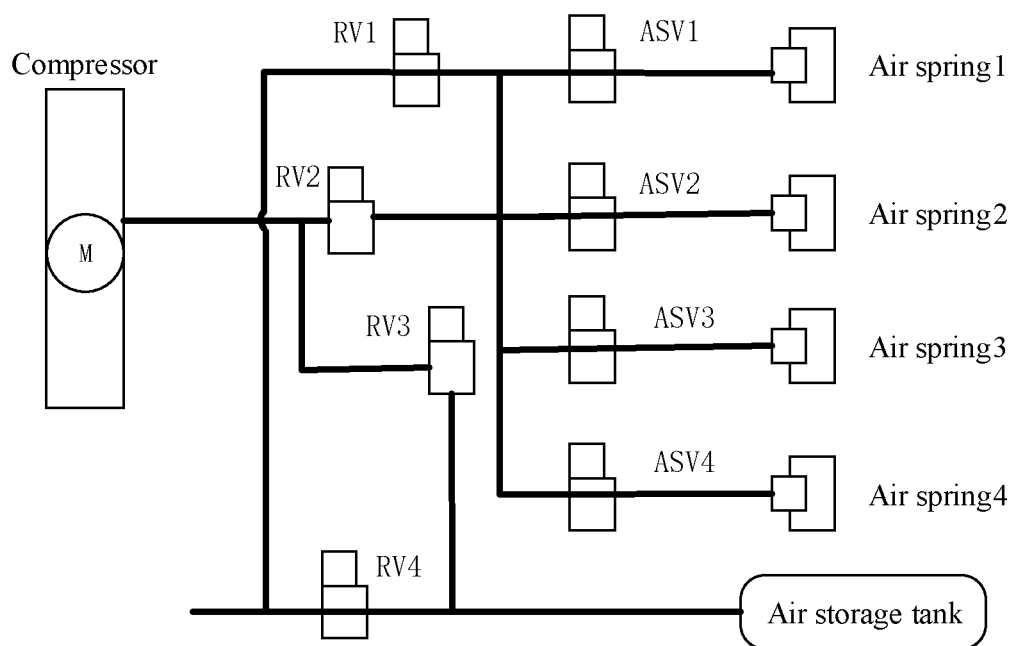 RV1
ASV1
Compressor
Air spring1
RV2
ASV2
Air spring2
M
RV3
ASV3
Air spring3
ASV4
Air spring4
RV4
Air storage tank